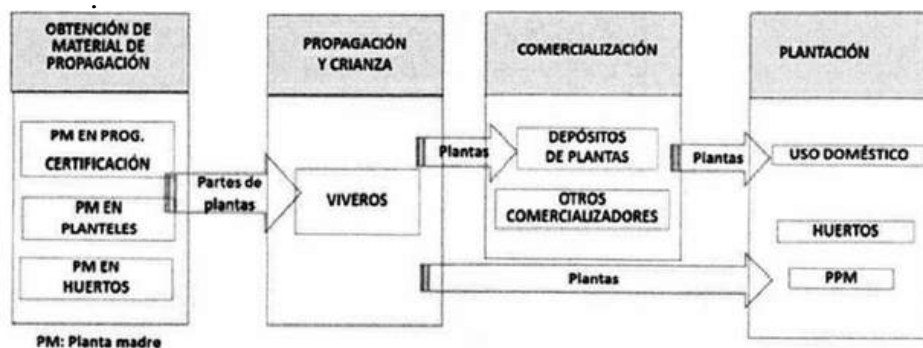 OBTENCIÓN DE
MATERIAL DE
PROPAGACIÓN
PM EN PROG.
CERTIFICACIÓN
PM EN
PLANTELES
PM EN
HUERTOS
PM: Planta madre
Partes de
plantas
PROPAGACIÓN
Y CRIANZA
VIVEROS
Plantas
COMERCIALIZACIÓN
DEPÓSITOS
DE PLANTAS
OTROS
COMERCIALIZADORES
Plantas
Plantas
PLANTACIÓN
USO DOMÉSTICO
HUERTOS
PPM